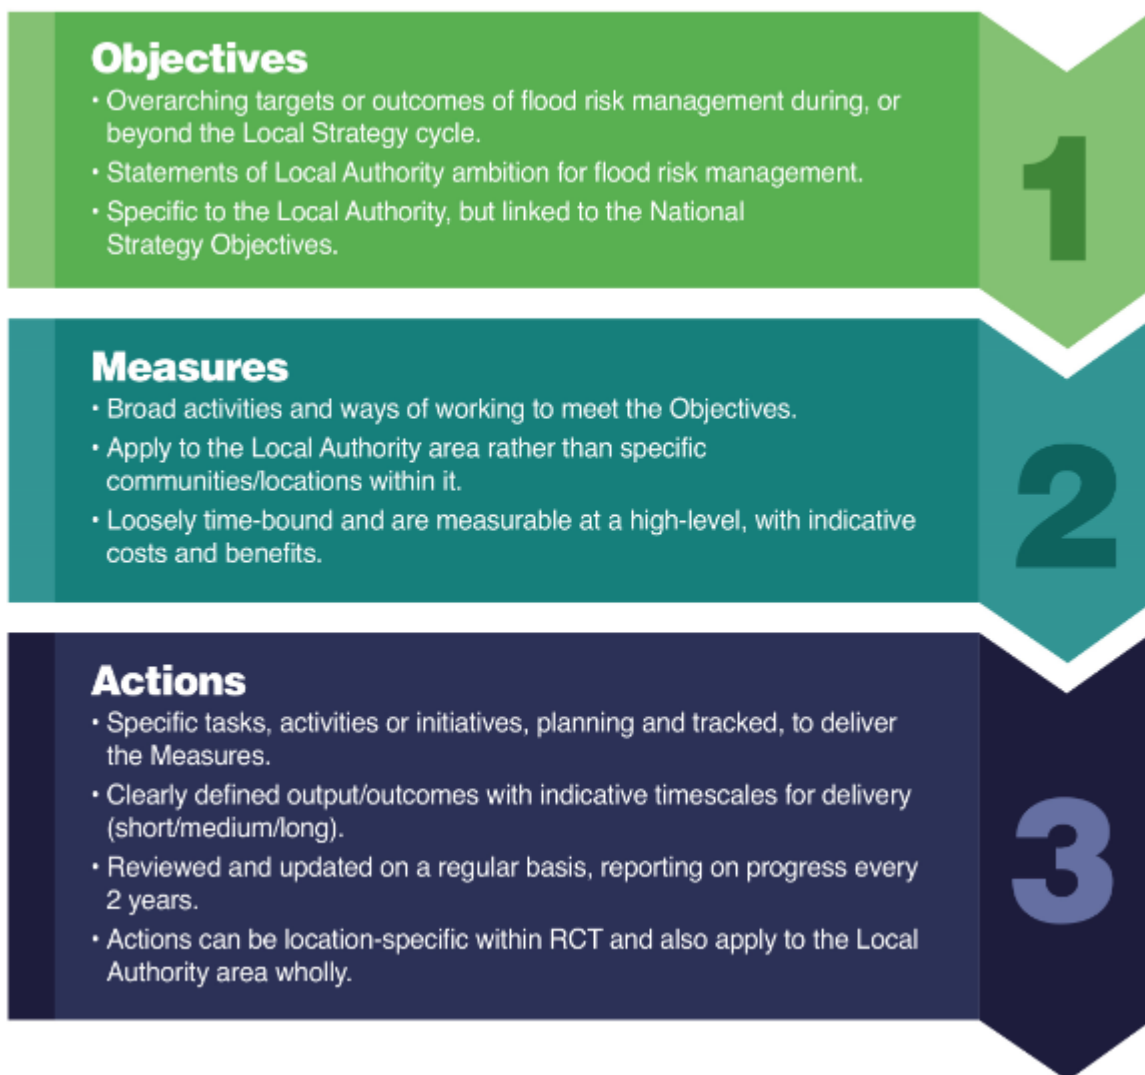 Objectives
• Overarching targets or outcomes of flood risk management during, or
beyond the Local Strategy cycle.
• Statements of Local Authority ambition for flood risk management.
• Specific to the Local Authority, but linked to the National
Strategy Objectives.
1
Measures
• Broad activities and ways of working to meet the Objectives.
• Apply to the Local Authority area rather than specific
communities/locations within it.
• Loosely time-bound and are measurable at a high-level, with indicative
costs and benefits.
2
Actions
• Specific tasks, activities or initiatives, planning and tracked, to deliver
the Measures.
• Clearly defined output/outcomes with indicative timescales for delivery
(short/medium/long).
• Reviewed and updated on a regular basis, reporting on progress every
2 years.
• Actions can be location-specific within RCT and also apply to the Local
Authority area wholly.
3